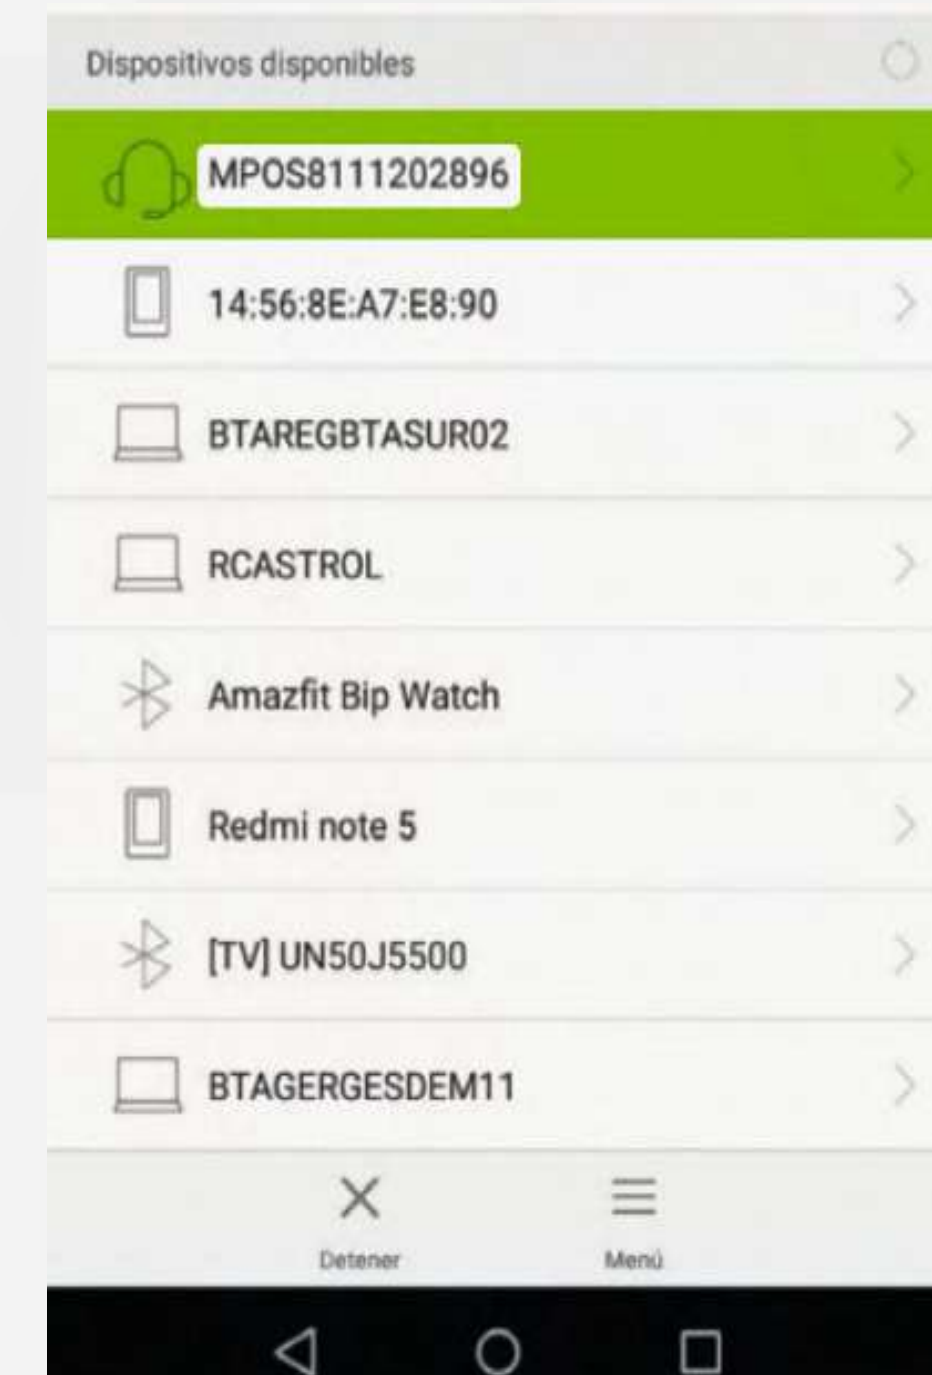 Dispositivos disponibles
MPOS8111202896
14:56:8E:A7:E8:90
BTAREGBTASUR02
RCASTROL
Amazfit Bip Watch
Redmi note 5
[TV] UN50J5500
BTAGERGESDEM11
Detener
Menú